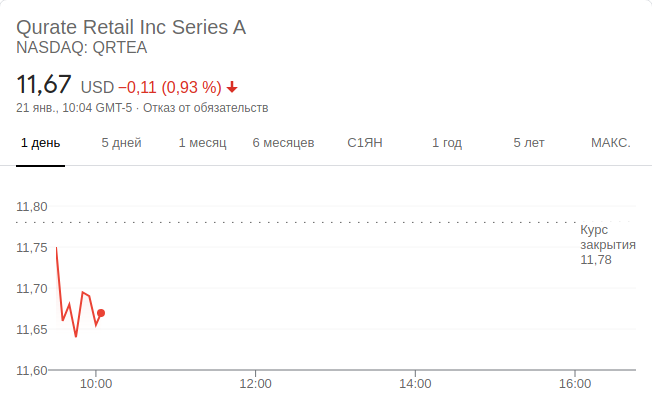 Qurate Retail Inc Series A
NASDAQ: QRTEA
11,67 USD −0,11 (0,93 %)
21 янв., 10:04 GMT-5 · Отказ от обязательств
1 день 5 дней 1 месяц 6 месяцев С1ЯН 1 год 5 лет МАКС.
11,80
Курс
закрытия
11,78
11,75
11,70
11,65
11,60
10:00 12:00 14:00 16:00